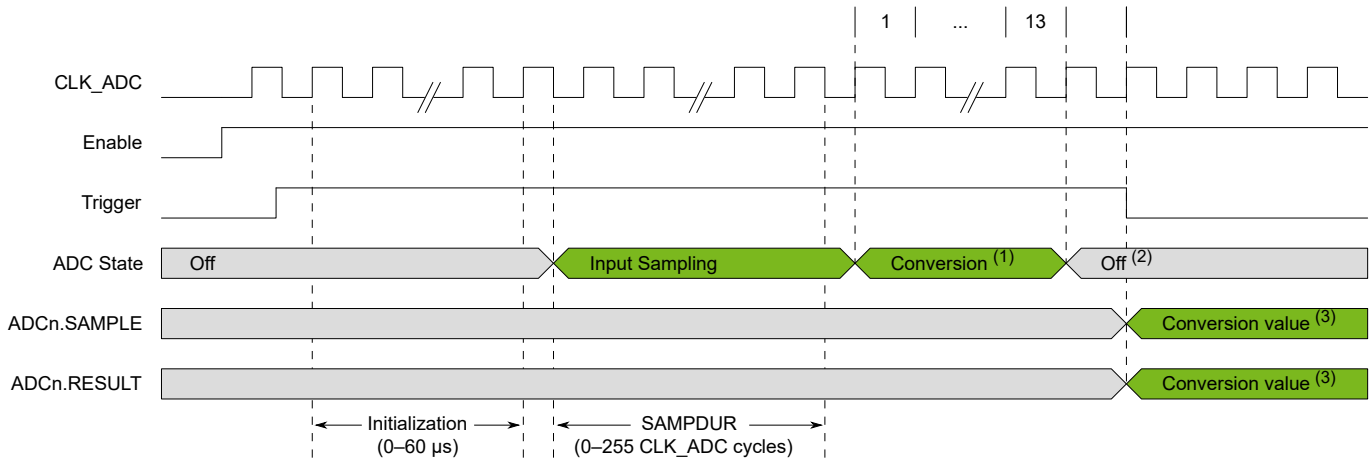 1 ... 13
CLK_ADC
Enable
Trigger
ADC State Off Input Sampling Conversion (1) Off (2)
ADCn.SAMPLE Conversion value (3)
ADCn.RESULT Conversion value (3)
Initialization SAMPDUR
(0–60 µs) (0–255 CLK_ADC cycles)